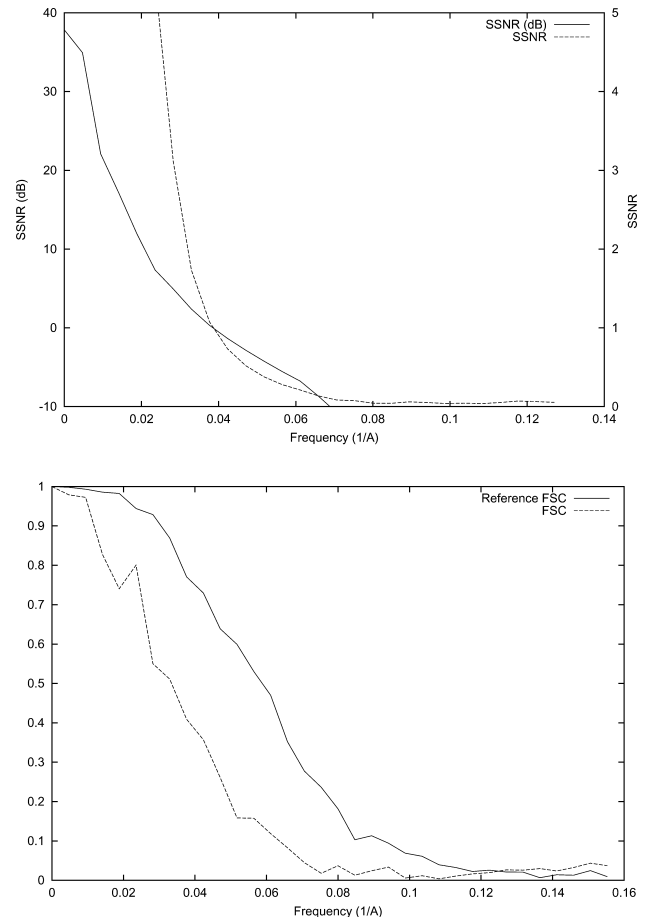 40
30
20
10
0
-10
SSNR (dB)
SSNR (dB)
SSNR
5
4
3
2
1
0
SSNR
0 0.02 0.04 0.06 0.08 0.1 0.12 0.14
Frequency (1/A)
1
0.9
0.8
0.7
0.6
0.5
0.4
0.3
0.2
0.1
0
Reference FSC
FSC
0 0.02 0.04 0.06 0.08 0.1 0.12 0.14 0.16
Frequency (1/A)